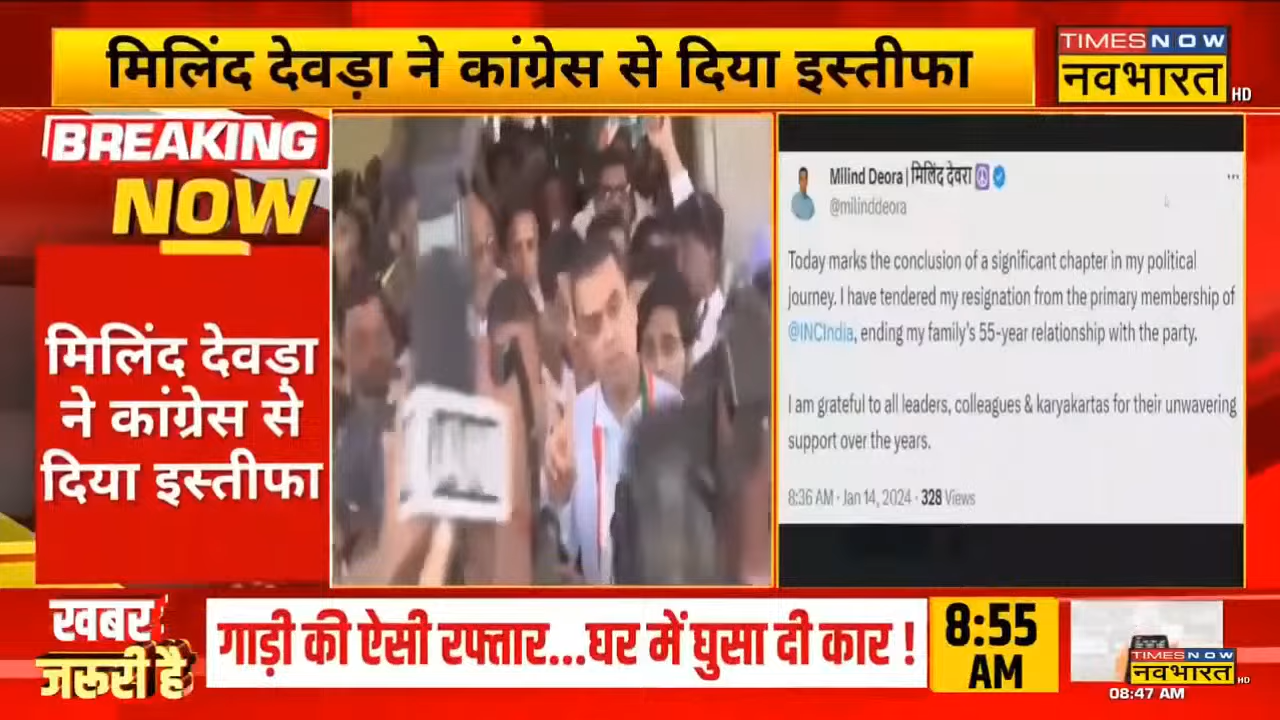 मिलिंद देवड़ा ने कांग्रेस से दिया इस्तीफा
TIMES NOW
नवभारत HD
BREAKING
NOW
मिलिंद देवड़ा
ने कांग्रेस से
दिया इस्तीफा
Milind Deora | मिलिंद देवरा
@milinddeora
Today marks the conclusion of a significant chapter in my political
journey. I have tendered my resignation from the primary membership of
@INCIndia, ending my family's 55-year relationship with the party.
I am grateful to all leaders, colleagues & karyakartas for their unwavering
support over the years.
8:36 AM · Jan 14, 2024 · 328 Views
खबर
जरूरी है
गाड़ी की ऐसी रफ्तार...घर में घुसा दी कार !
8:55
AM
TIMES NOW
नवभारत HD
08:47 AM